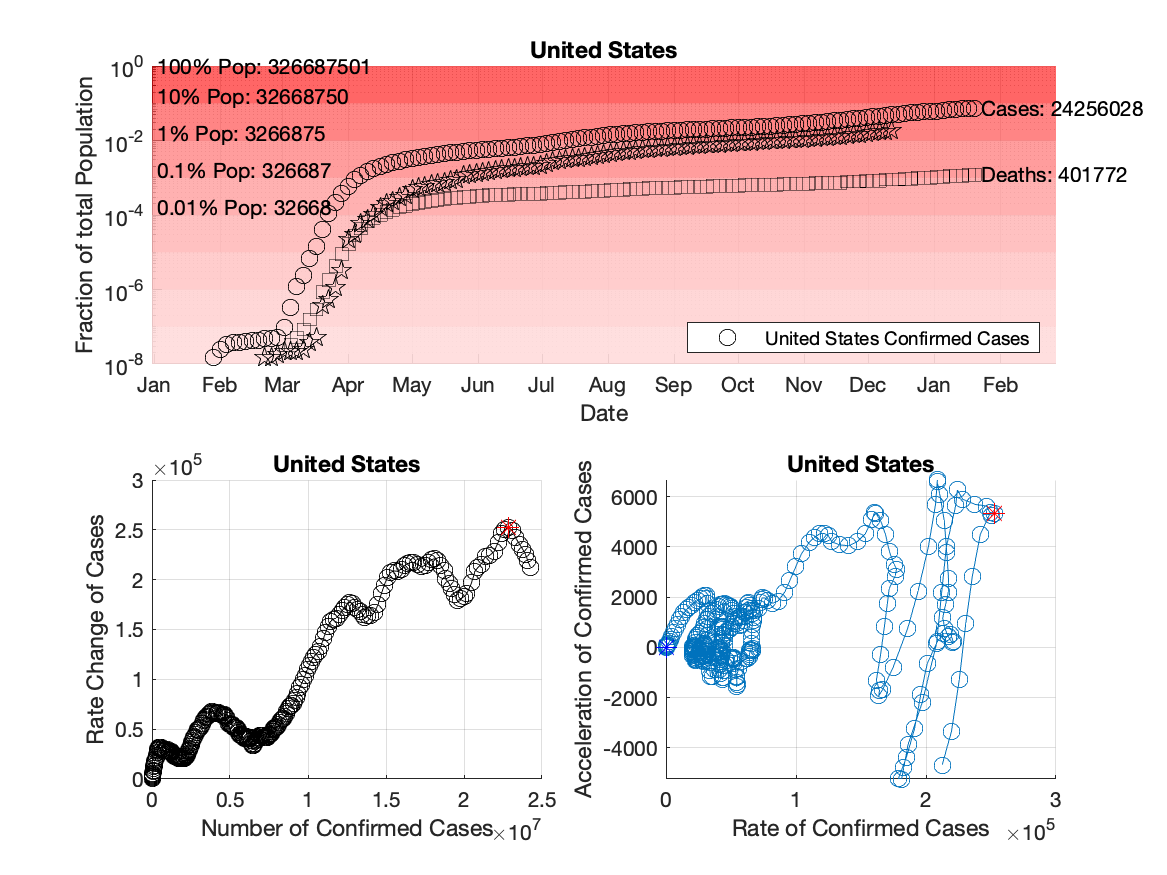 United States
Fraction of total Population
10^0
10^-2
10^-4
10^-6
10^-8
100% Pop: 326687501
10% Pop: 32668750
1% Pop: 3266875
0.1% Pop: 326687
0.01% Pop: 32668
Cases: 24256028
Deaths: 401772
United States Confirmed Cases
Jan Feb Mar Apr May Jun Jul Aug Sep Oct Nov Dec Jan Feb
Date
United States
×10^5
Rate Change of Cases
3
2.5
2
1.5
1
0.5
0
0 0.5 1 1.5 2 2.5
Number of Confirmed Cases ×10^7
United States
Acceleration of Confirmed Cases
6000
4000
2000
0
-2000
-4000
0 1 2 3
Rate of Confirmed Cases ×10^5